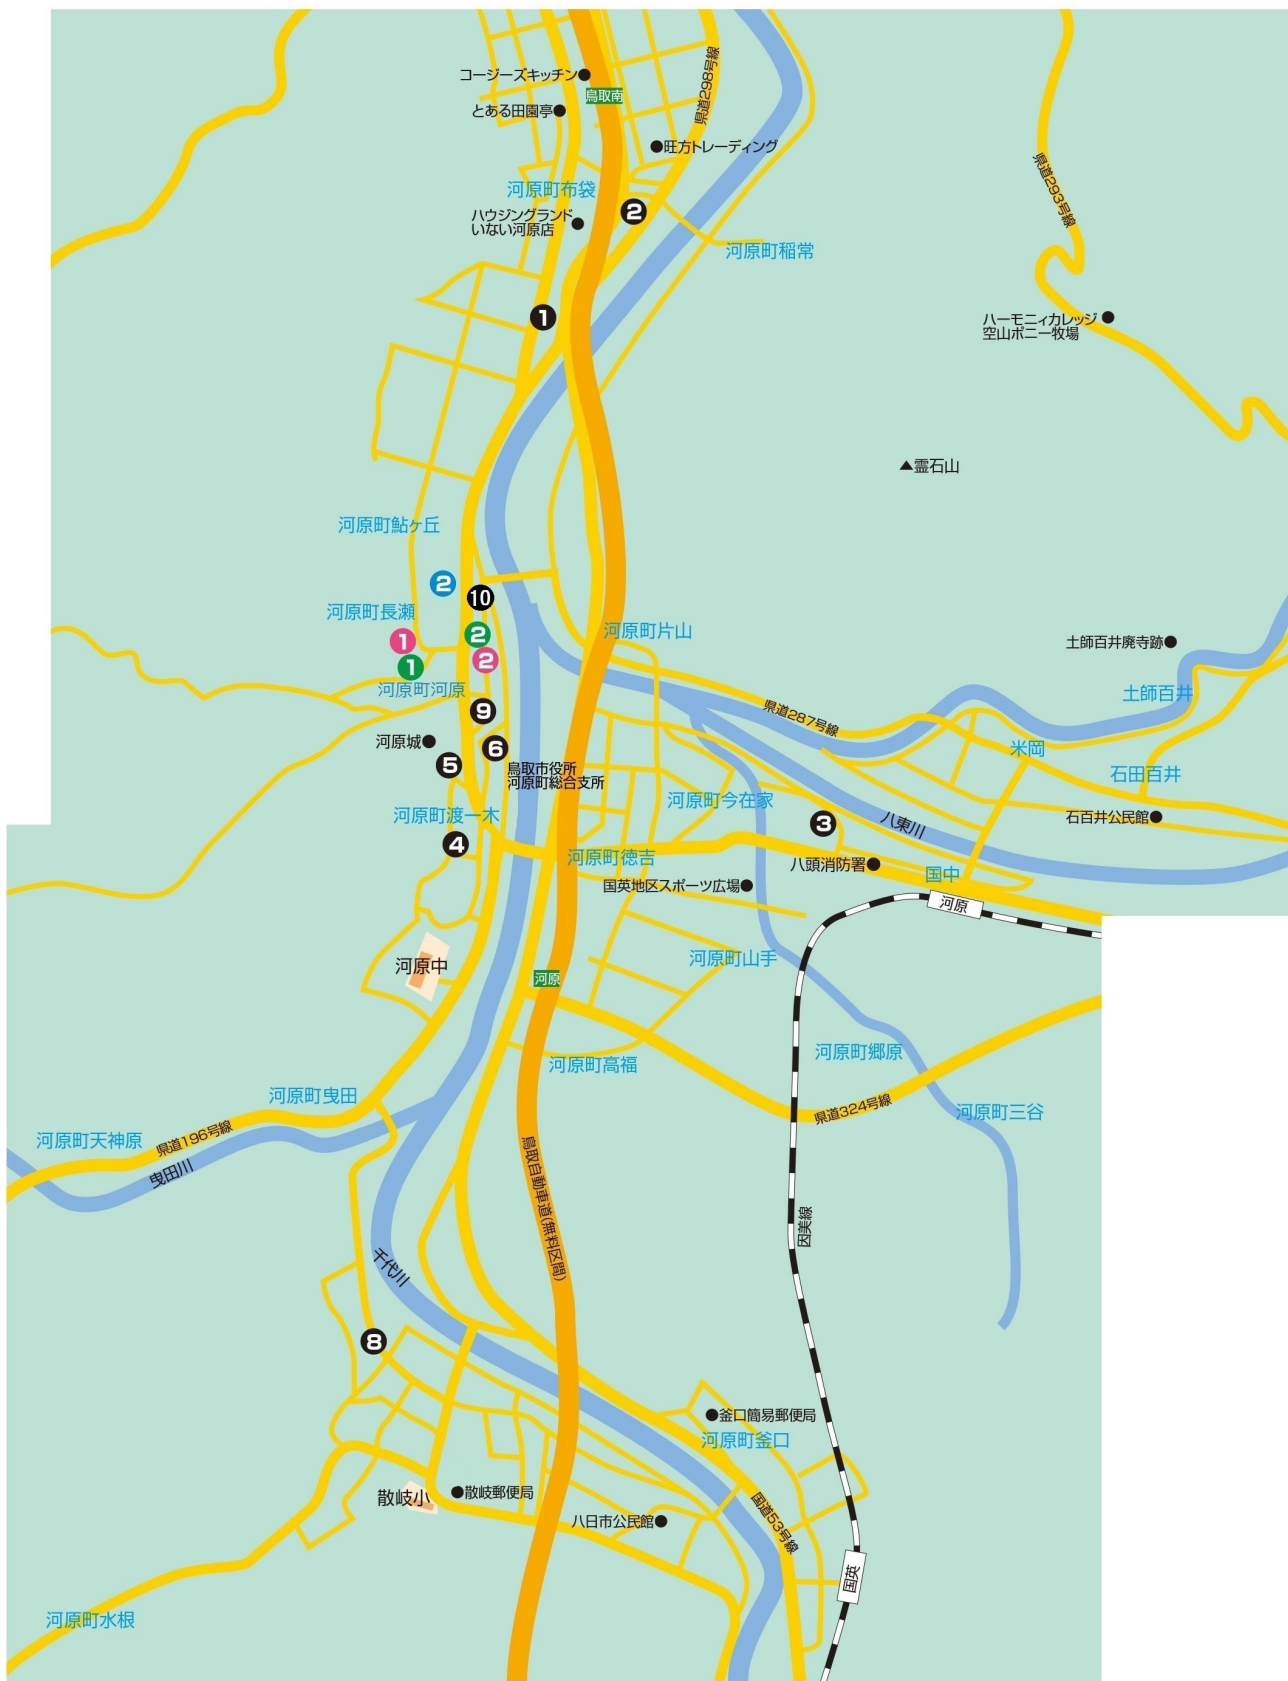 コージーズキッチン
鳥取南
とある田園亭
県道298号線
旺方トレーディング
県道293号線
河原町布袋
ハウジングランド
いない河原店
2
河原町稲常
1
ハーモニィカレッジ
空山ポニー牧場
▲霊石山
河原町鮎ヶ丘
2
10
河原町長瀬
1
2
河原町片山
土師百井廃寺跡
1
2
河原町河原
土師百井
9
県道287号線
河原城
6
米岡
5
鳥取市役所
河原町総合支所
石田百井
河原町今在家
河原町渡一木
3
八東川
石百井公民館
4
河原町徳吉
八頭消防署
国中
国英地区スポーツ広場
河原
河原中
河原町山手
河原
河原町郷原
河原町高福
河原町曳田
県道324号線
河原町三谷
河原町天神原
県道196号線
曳田川
鳥取自動車道(無料区間)
因美線
千代川
8
釜口簡易郵便局
河原町釜口
散岐小
散岐郵便局
八日市公民館
国道53号線
国英
河原町水根